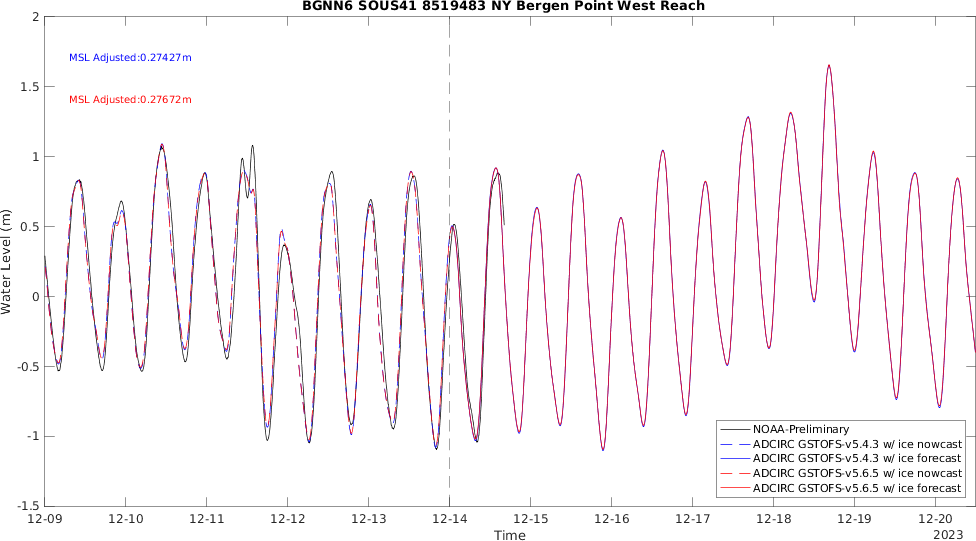 BGNN6 SOUS41 8519483 NY Bergen Point West Reach
2
MSL Adjusted:0.27427m
1.5
MSL Adjusted:0.27672m
1
0.5
0
-0.5
-1
-1.5
Water Level (m)
NOAA-Preliminary
ADCIRC GSTOFS-v5.4.3 w/ ice nowcast
ADCIRC GSTOFS-v5.4.3 w/ ice forecast
ADCIRC GSTOFS-v5.6.5 w/ ice nowcast
ADCIRC GSTOFS-v5.6.5 w/ ice forecast
12-09 12-10 12-11 12-12 12-13 12-14 12-15 12-16 12-17 12-18 12-19 12-20
Time
2023